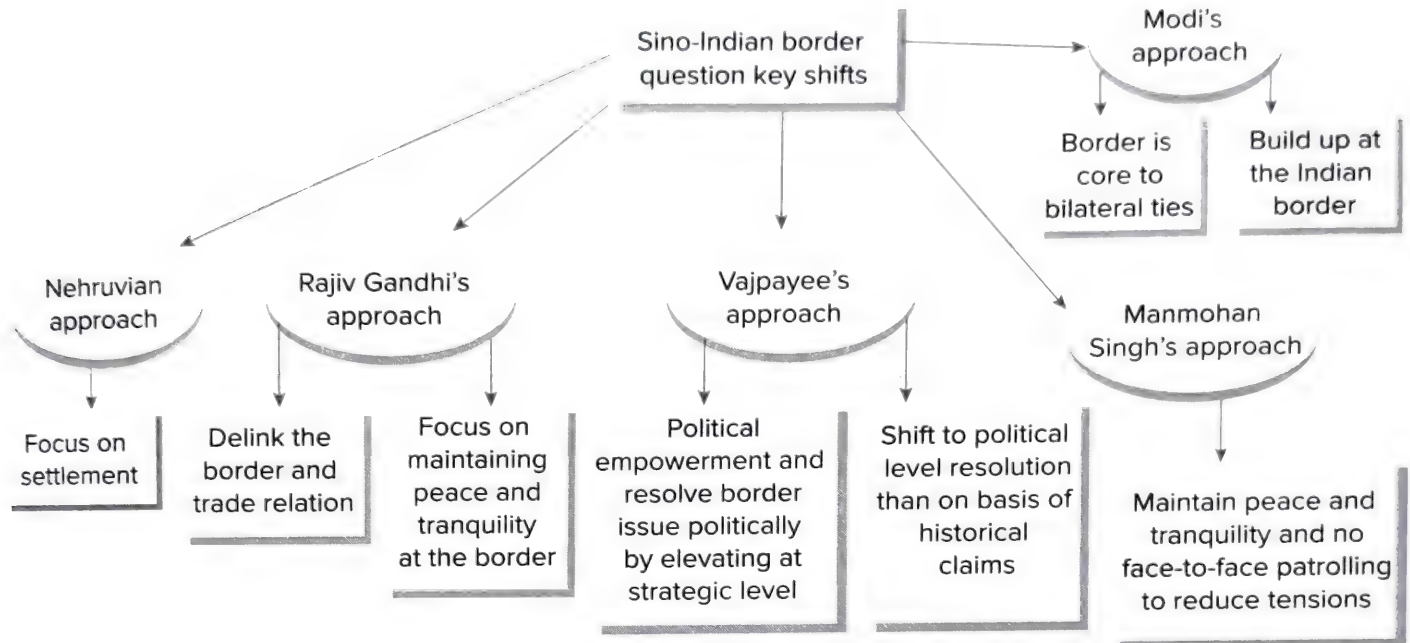 Sino-Indian border
question key shifts
Modi's
approach
Border is
core to
bilateral ties
Build up at
the Indian
border
Nehruvian
approach
Focus on
settlement
Rajiv Gandhi's
approach
Delink the
border and
trade relation
Focus on
maintaining
peace and
tranquility
at the border
Vajpayee's
approach
Political
empowerment and
resolve border
issue politically
by elevating at
strategic level
Shift to political
level resolution
than on basis of
historical
claims
Manmohan
Singh's approach
Maintain peace and
tranquility and no
face-to-face patrolling
to reduce tensions